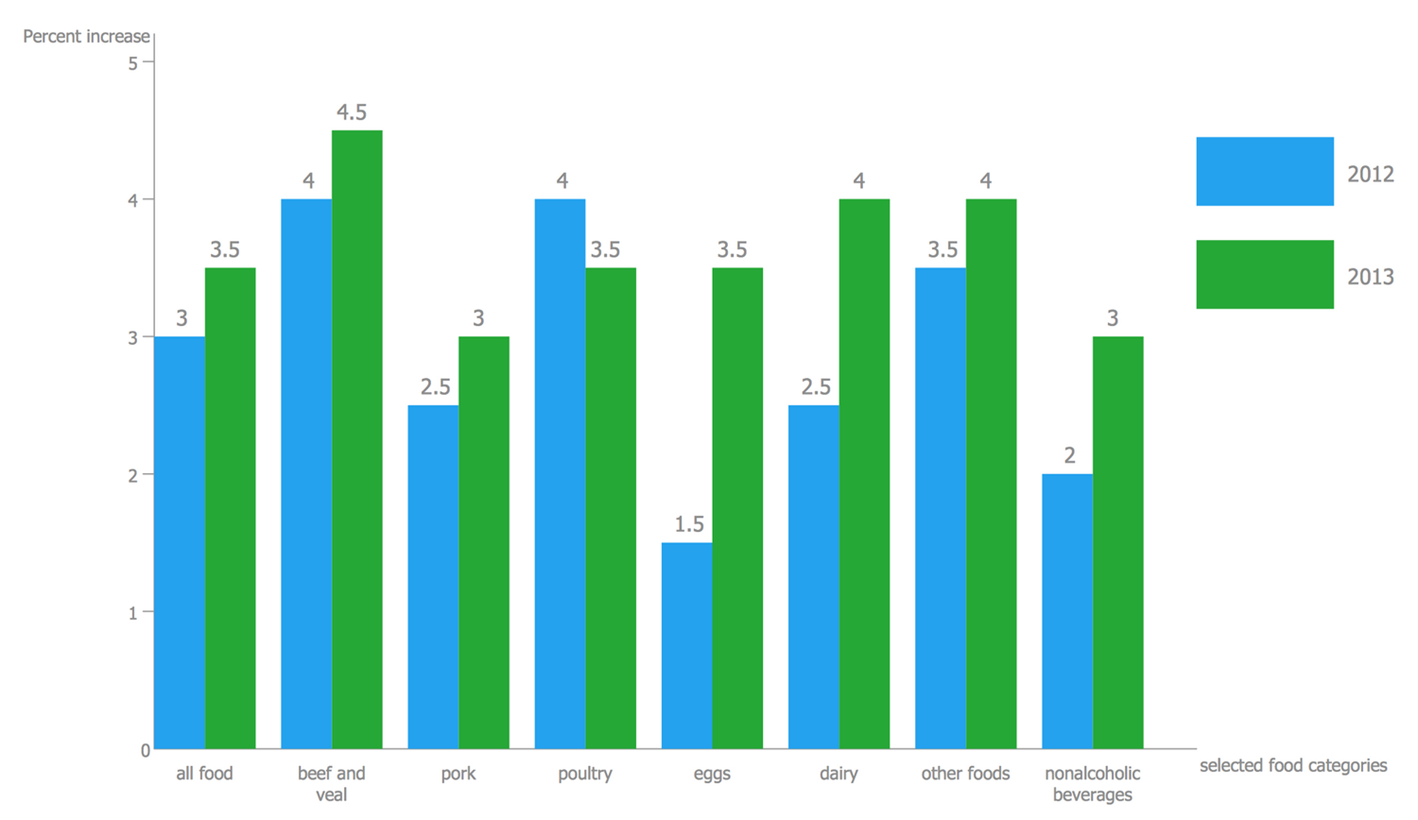 Percent increase
5
4.5
4
4
4
4
4
3.5
3.5
3.5
3.5
3
3
3
3
2.5
2.5
2
2
1.5
1
0
all food
beef and
veal
pork
poultry
eggs
dairy
other foods
nonalcoholic
beverages
selected food categories
2012
2013